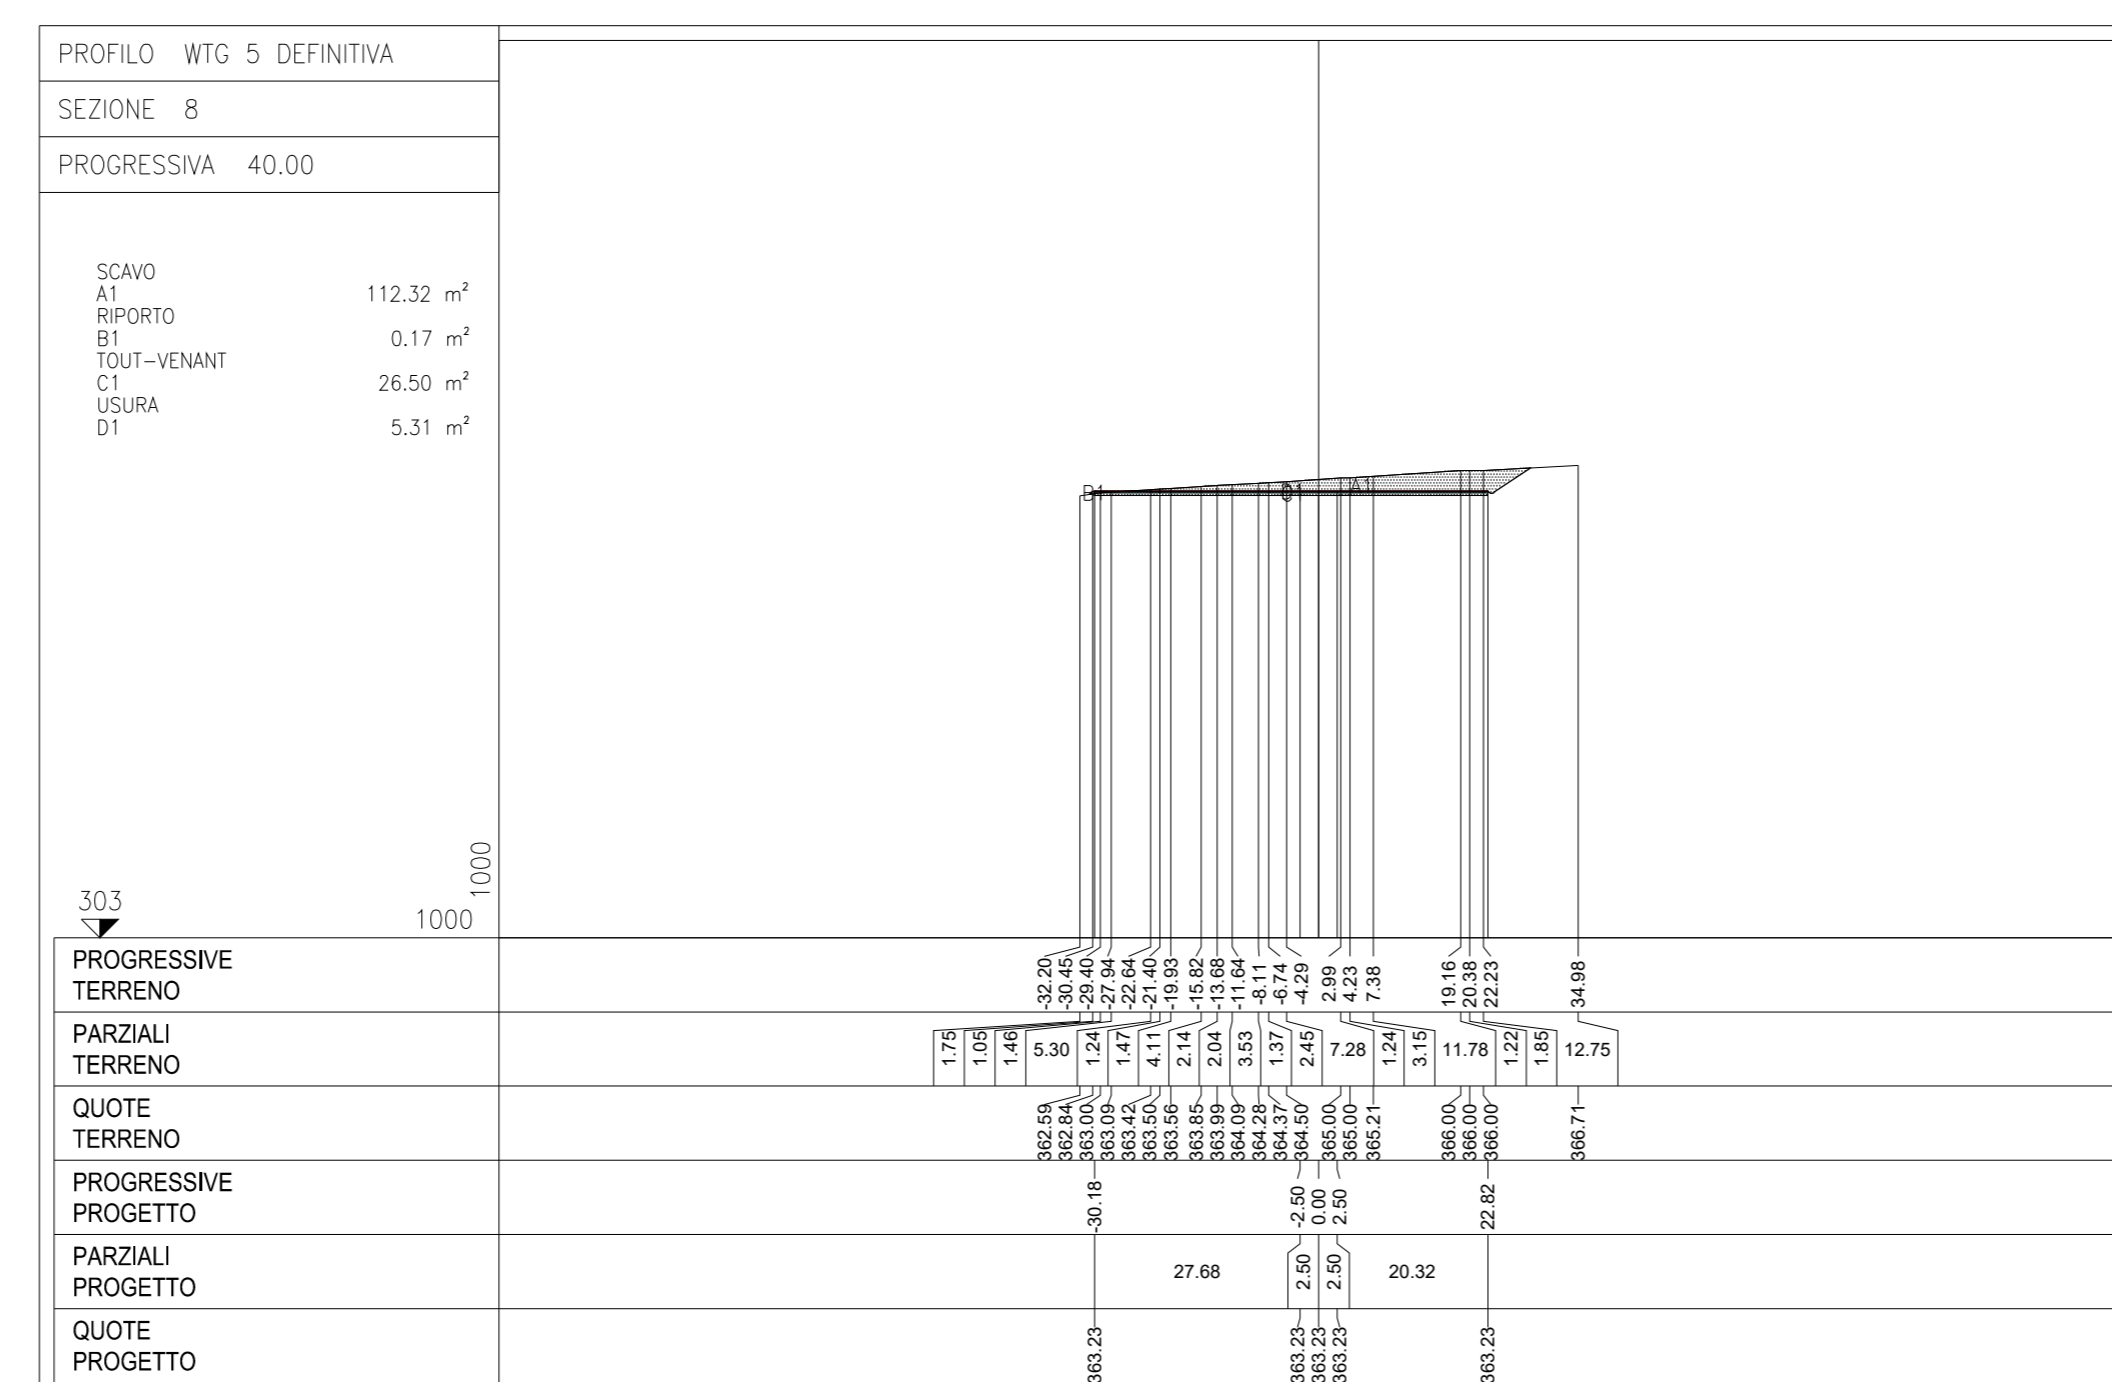 PROFILO WTG 5 DEFINITIVA
SEZIONE 8
PROGRESSIVA 40.00
SCAVO
A1 112.32 m²
RIPORTO
B1 0.17 m²
TOUT-VENANT
C1 26.50 m²
USURA
D1 5.31 m²
B1 D1 A1
1000
303
1000
PROGRESSIVE
TERRENO
-32.20 -30.45 -29.40 -27.94 -22.64 -21.40 -19.93 -15.82 -13.68 -11.64 -8.11 -6.74 -4.29 2.99 4.23 7.38 19.16 20.38 22.23 34.98
PARZIALI
TERRENO
1.75 1.05 1.46 5.30 1.24 1.47 4.11 2.14 2.04 3.53 1.37 2.45 7.28 1.24 3.15 11.78 1.22 1.85 12.75
QUOTE
TERRENO
362.59 362.84 363.00 363.09 363.42 363.50 363.56 363.85 363.99 364.09 364.28 364.37 364.50 365.00 365.00 365.21 366.00 366.00 366.00 366.71
PROGRESSIVE
PROGETTO
-30.18 -2.50 0.00 2.50 22.82
PARZIALI
PROGETTO
27.68 2.50 2.50 20.32
QUOTE
PROGETTO
363.23 363.23 363.23 363.23 363.23